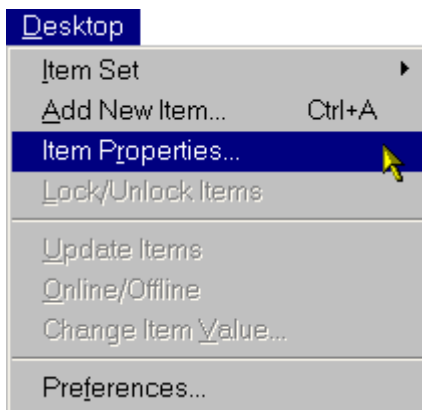 Desktop
Item Set
Add New Item... Ctrl+A
Item Properties...
Lock/Unlock Items
Update Items
Online/Offline
Change Item Value...
Preferences...